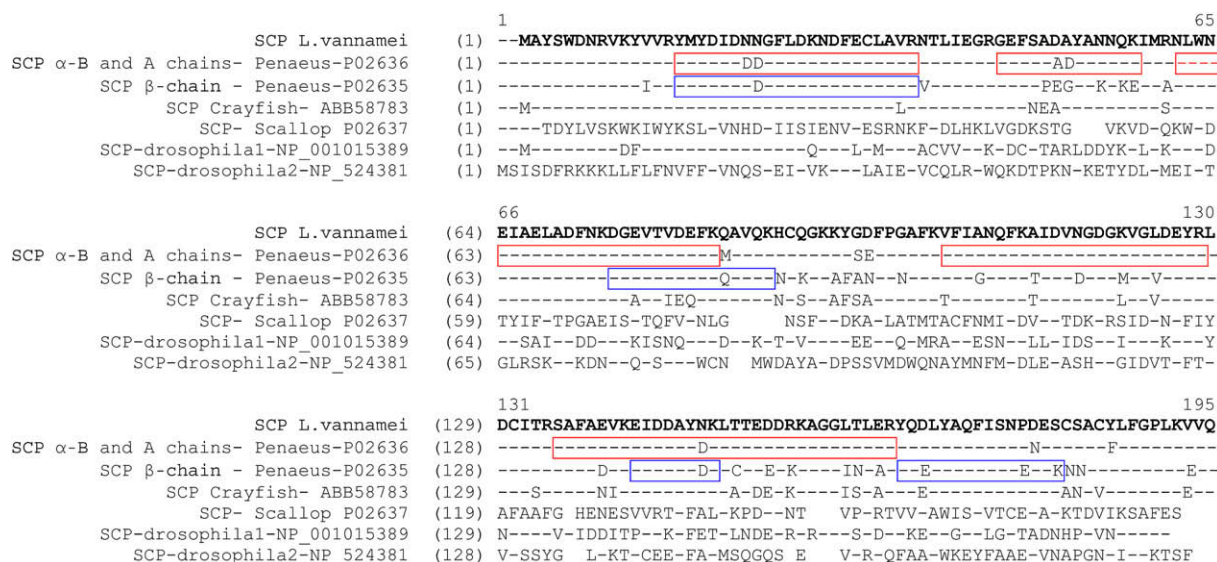 1 65
SCP L.vannamei (1) --MAYSWDNRVKYVVRYMYDIDNNGFLDKNDFECLAVRNTLIEGRGEFSADAYANNQKIMRNLWN
SCP α-B and A chains- Penaeus-P02636 (1) ----------------------DD--------------------------AD-------------
SCP β-chain - Penaeus-P02635 (1) -------------I---------D--------------V----------PEG--K-KE--A----
SCP Crayfish- ABB58783 (1) --M---------------------------------L-----------NEA---------S----
SCP- Scallop P02637 (1) ----TDYLVSKWKIWYKSL-VNHD-IISIENV-ESRNKF-DLHKLVGDKSTG VKVD-QKW-D
SCP-drosophila1-NP_001015389 (1) --M--------DF---------------Q--L-M---ACVV--K-DC-TARLDDYK-L-K---D
SCP-drosophila2-NP_524381 (1) MSISDFRKKKLLFLFNVFF-VNQS-EI-VK---LAIE-VCQLR-WQKDTPKN-KETYDL-MEI-T
66 130
SCP L.vannamei (64) EIAELADFNKDGEVTVDEFKQAVQKHCQGKKYGDFPGAFKVFIANQFKAIDVNGDGKVGLDEYRL
SCP α-B and A chains- Penaeus-P02636 (63) --------------------M-----------SE-------------------------------
SCP β-chain - Penaeus-P02635 (63) --------------------Q----N-K--AFAN--N------G----T---D---M--V-----
SCP Crayfish- ABB58783 (64) ------------A--IEQ-------N-S--AFSA------T-------T-------L--V-----
SCP- Scallop P02637 (59) TYIF-TPGAEIS-TQFV-NLG NSF--DKA-LATMTACFNMI-DV--TDK-RSID-N-FIY
SCP-drosophila1-NP_001015389 (64) --SAI--DD---KISNQ---D--K-T-V----EE--Q-MRA--ESN--LL-IDS--I---K---Y
SCP-drosophila2-NP_524381 (65) GLRSK--KDN--Q-S---WCN MWDAYA-DPSSVMDWQNAYMNFM-DLE-ASH--GIDVT-FT-
131 195
SCP L.vannamei (129) DCITRSAFAEVKEIDDAYNKLTTEDDRKAGGLTLERYQDLYAQFISNPDESCSACYLFGPLKVVQ
SCP α-B and A chains- Penaeus-P02636 (128) ------------------D-----------------------------N------F---------
SCP β-chain - Penaeus-P02635 (128) ---------D--------D--C--E-K----IN-A---E--------E-KNN----------E--
SCP Crayfish- ABB58783 (129) ---S-----NI----------A-DE-K----IS-A---E------------AN-V-------E--
SCP- Scallop P02637 (119) AFAAFG HENESVVRT-FAL-KPD--NT VP-RTVV-AWIS-VTCE-A-KTDVIKSAFES
SCP-drosophila1-NP_001015389 (129) N----V-IDDITP--K-FET-LNDER-R--S--D--KE--G--L-GTADNHP-VN----
SCP-drosophila2-NP_524381 (128) V-SSYG L-KT-CEE-FA-MSQGQS E V-R-QFAA-WKEYFAAE-VNAPGN-I--KTSF